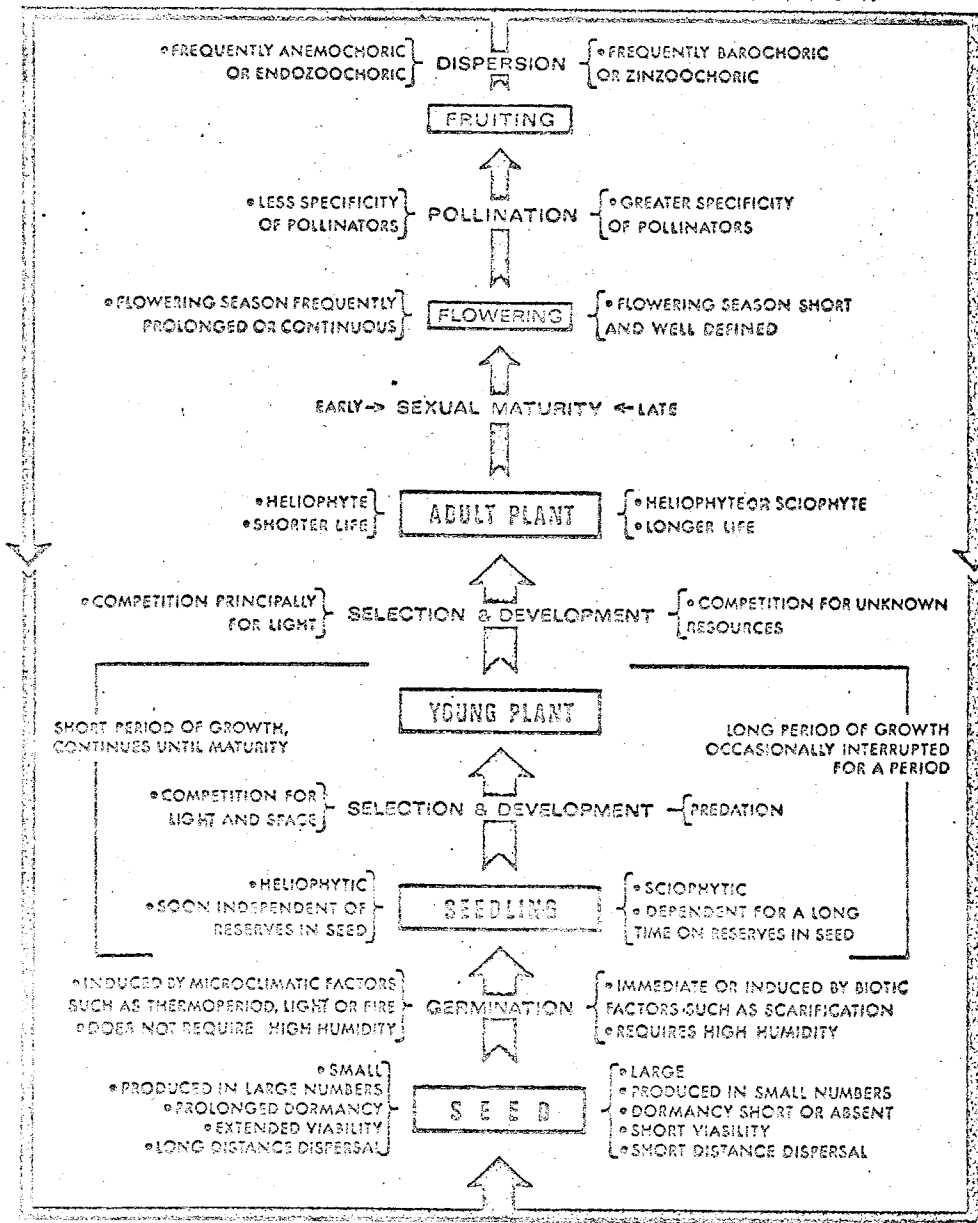 • FREQUENTLY ANEMOCHORIC
OR ENDOZOOCHORIC
DISPERSION
• FREQUENTLY BAROCHORIC
OR ZINZOOCHORIC
FRUITING
• LESS SPECIFICITY
OF POLLINATORS
POLLINATION
• GREATER SPECIFICITY
OF POLLINATORS
• FLOWERING SEASON FREQUENTLY
PROLONGED OR CONTINUOUS
FLOWERING
• FLOWERING SEASON SHORT
AND WELL DEFINED
EARLY → SEXUAL MATURITY ← LATE
• HELIOPHYTE
• SHORTER LIFE
ADULT PLANT
• HELIOPHYTE OR SCIOPHYTE
• LONGER LIFE
• COMPETITION PRINCIPALLY
FOR LIGHT
SELECTION & DEVELOPMENT
• COMPETITION FOR UNKNOWN
RESOURCES
YOUNG PLANT
SHORT PERIOD OF GROWTH,
CONTINUES UNTIL MATURITY
LONG PERIOD OF GROWTH
OCCASIONALLY INTERRUPTED
FOR A PERIOD
• COMPETITION FOR
LIGHT AND SPACE
SELECTION & DEVELOPMENT
PREDATION
• HELIOPHYTIC
• SOON INDEPENDENT OF
RESERVES IN SEED
SEEDLING
• SCIOPHYTIC
• DEPENDENT FOR A LONG
TIME ON RESERVES IN SEED
• INDUCED BY MICROCLIMATIC FACTORS
SUCH AS THERMOPERIOD, LIGHT OR FIRE
• DOES NOT REQUIRE HIGH HUMIDITY
GERMINATION
• IMMEDIATE OR INDUCED BY BIOTIC
FACTORS SUCH AS SCARIFICATION
• REQUIRES HIGH HUMIDITY
• SMALL
• PRODUCED IN LARGE NUMBERS
• PROLONGED DORMANCY
• EXTENDED VIABILITY
• LONG DISTANCE DISPERSAL
SEED
• LARGE
• PRODUCED IN SMALL NUMBERS
• DORMANCY SHORT OR ABSENT
• SHORT VIABILITY
• SHORT DISTANCE DISPERSAL